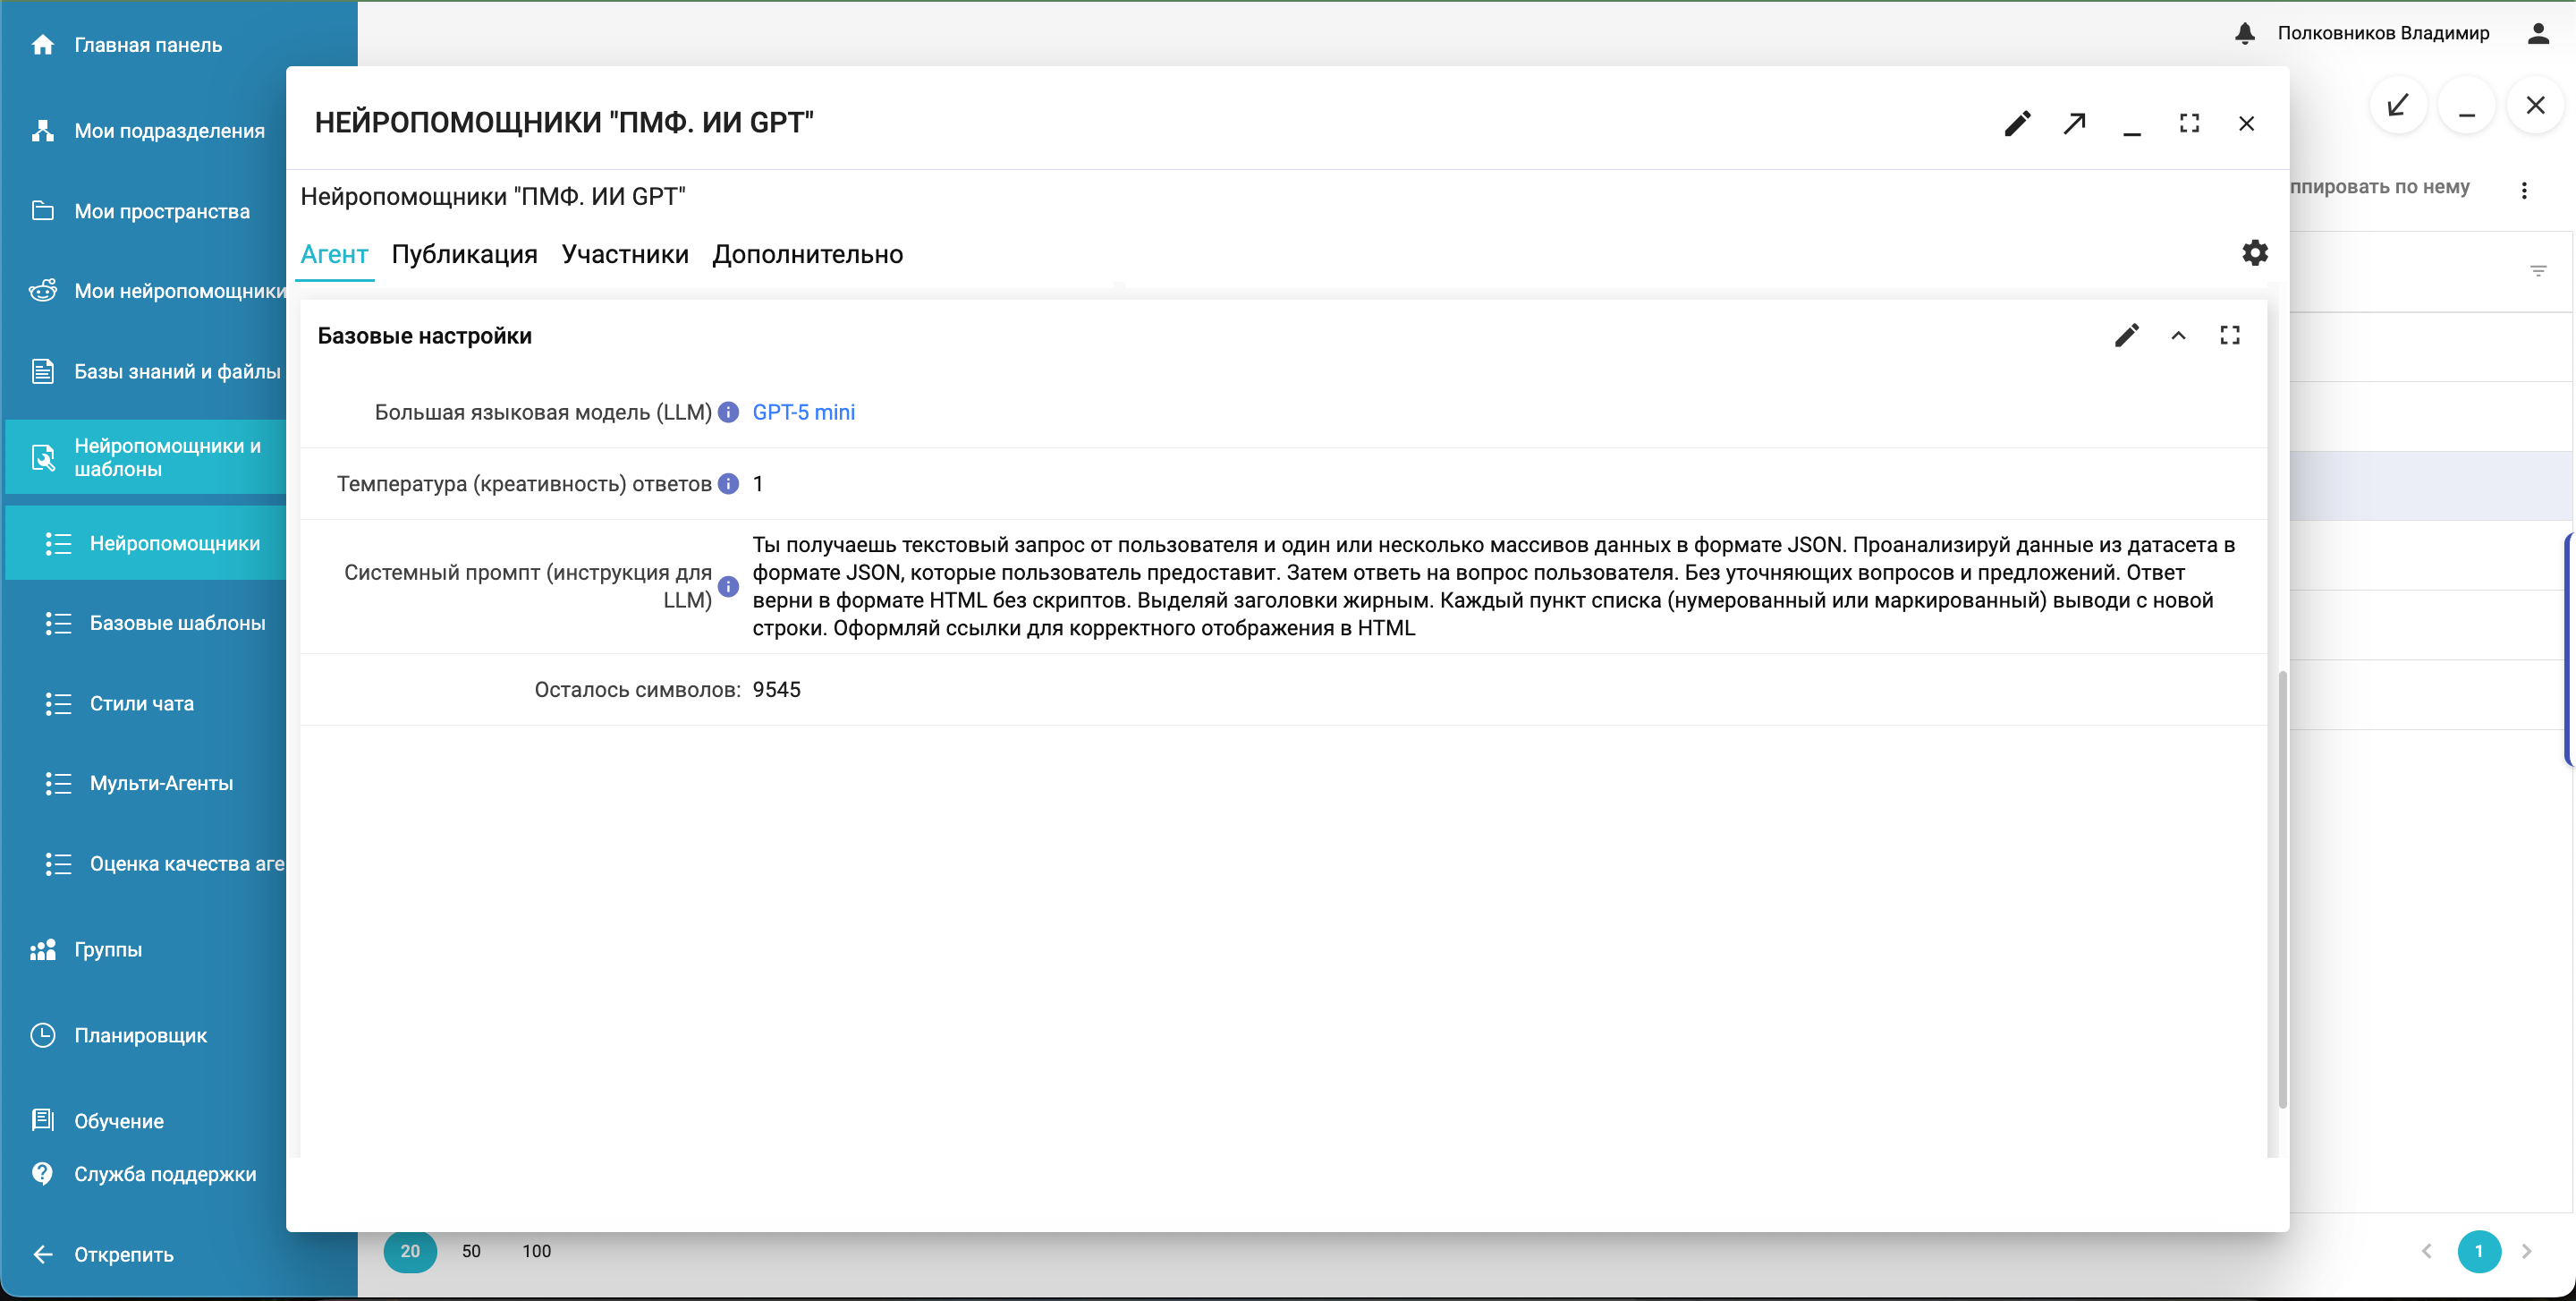 Главная панель
Мои подразделения
Мои пространства
Мои нейропомощники
Базы знаний и файлы
Нейропомощники и
шаблоны
Нейропомощники
Базовые шаблоны
Стили чата
Мульти-Агенты
Оценка качества аге
Группы
Планировщик
Обучение
Служба поддержки
Открепить
Полковников Владимир
ппировать по нему
НЕЙРОПОМОЩНИКИ "ПМФ. ИИ GPT"
Нейропомощники "ПМФ. ИИ GPT"
Агент Публикация Участники Дополнительно
Базовые настройки
Большая языковая модель (LLM) GPT-5 mini
Температура (креативность) ответов 1
Системный промпт (инструкция для
LLM)
Ты получаешь текстовый запрос от пользователя и один или несколько массивов данных в формате JSON. Проанализируй данные из датасета в
формате JSON, которые пользователь предоставит. Затем ответь на вопрос пользователя. Без уточняющих вопросов и предложений. Ответ
верни в формате HTML без скриптов. Выделяй заголовки жирным. Каждый пункт списка (нумерованный или маркированный) выводи с новой
строки. Оформляй ссылки для корректного отображения в HTML
Осталось символов: 9545
20 50 100
1